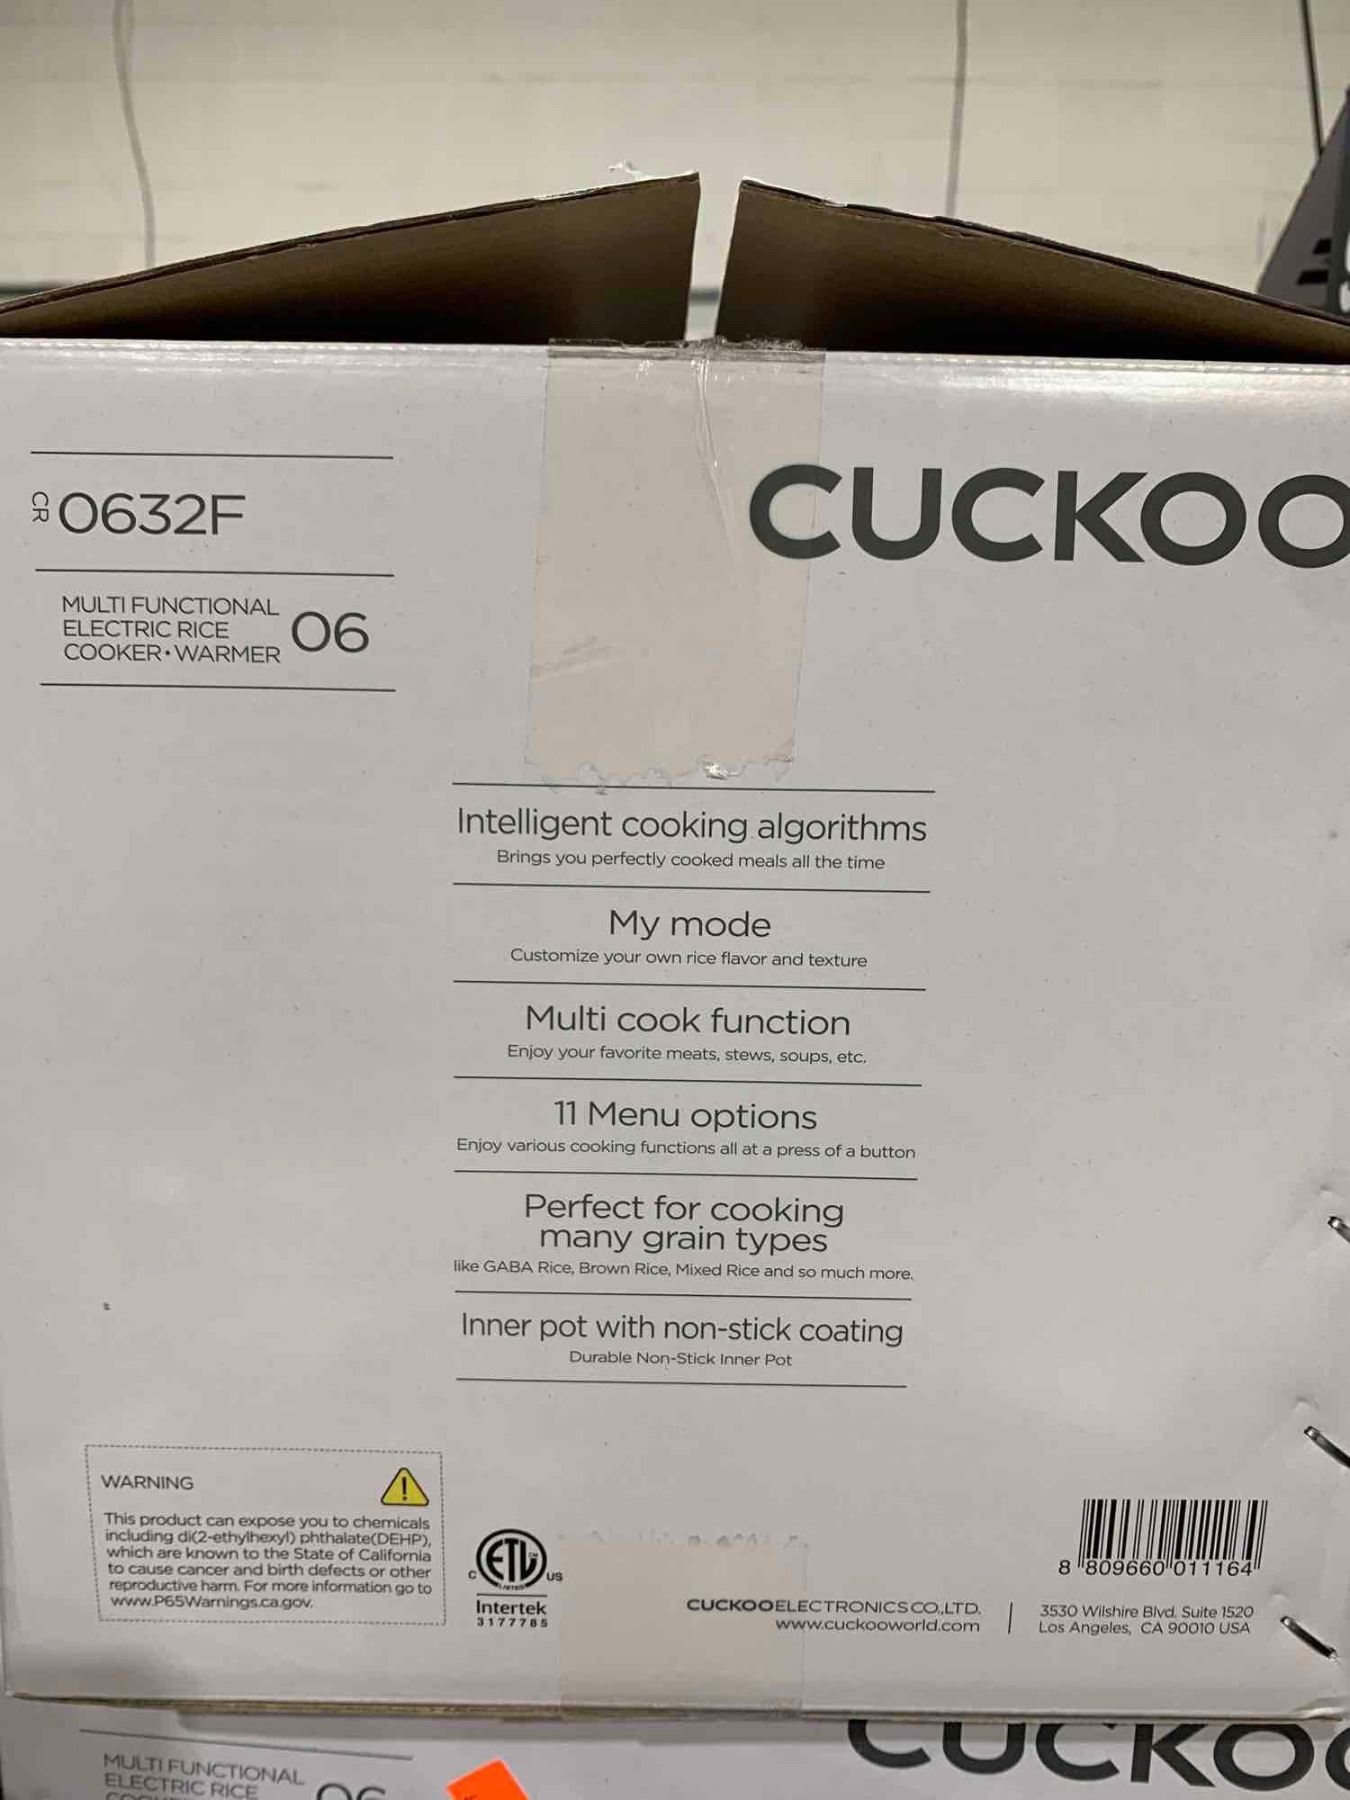 CR 0632F
CUCKOO
MULTI FUNCTIONAL
ELECTRIC RICE
COOKER•WARMER
06
Intelligent cooking algorithms
Brings you perfectly cooked meals all the time
My mode
Customize your own rice flavor and texture
Multi cook function
Enjoy your favorite meats, stews, soups, etc.
11 Menu options
Enjoy various cooking functions all at a press of a button
Perfect for cooking
many grain types
like GABA Rice, Brown Rice, Mixed Rice and so much more.
Inner pot with non-stick coating
Durable Non-Stick Inner Pot
WARNING
This product can expose you to chemicals
including di(2-ethylhexyl) phthalate(DEHP),
which are known to the State of California
to cause cancer and birth defects or other
reproductive harm. For more information go to
www.P65Warnings.ca.gov.
C ETL US
LISTED
Intertek
3177785
CUCKOOELECTRONICS CO.,LTD.
www.cuckooworld.com
8 809660 011164
3530 Wilshire Blvd. Suite 1520
Los Angeles, CA 90010 USA
CUCKOO
MULTI FUNCTIONAL
ELECTRIC RICE
06